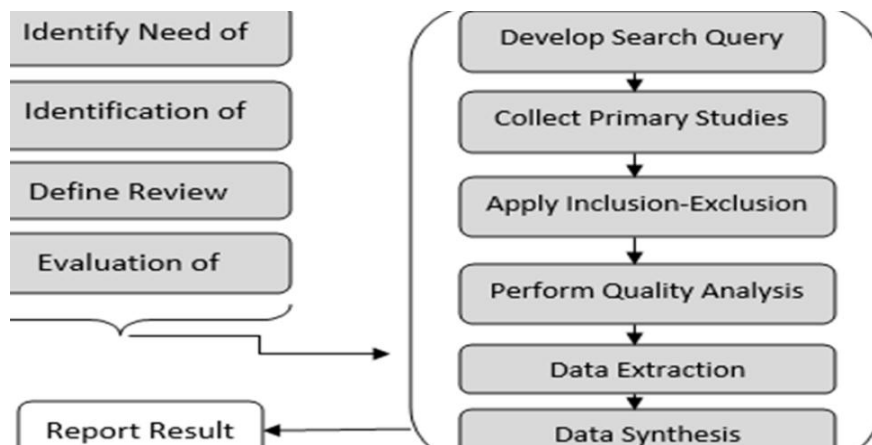 Identify Need of
Identification of
Define Review
Evaluation of
Develop Search Query
Collect Primary Studies
Apply Inclusion-Exclusion
Perform Quality Analysis
Data Extraction
Data Synthesis
Report Result